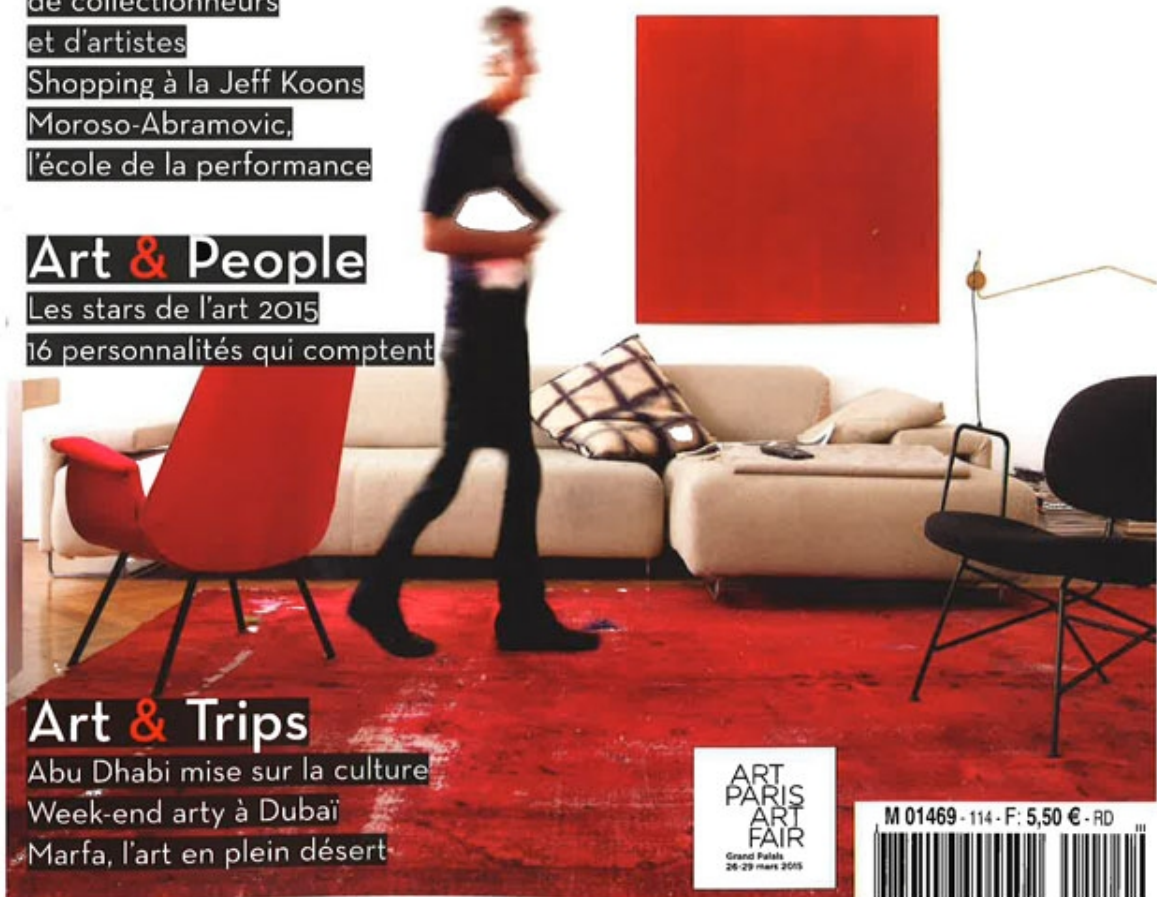 de collectionneurs
et d'artistes
Shopping à la Jeff Koons
Moroso-Abramovic,
l'école de la performance
Art & People
Les stars de l'art 2015
16 personnalités qui comptent
Art & Trips
Abu Dhabi mise sur la culture
Week-end arty à Dubaï
Marfa, l'art en plein désert
ART
PARIS
ART
FAIR
Grand Palais
26-29 mars 2015
M 01469 - 114 - F: 5,50 € - RD